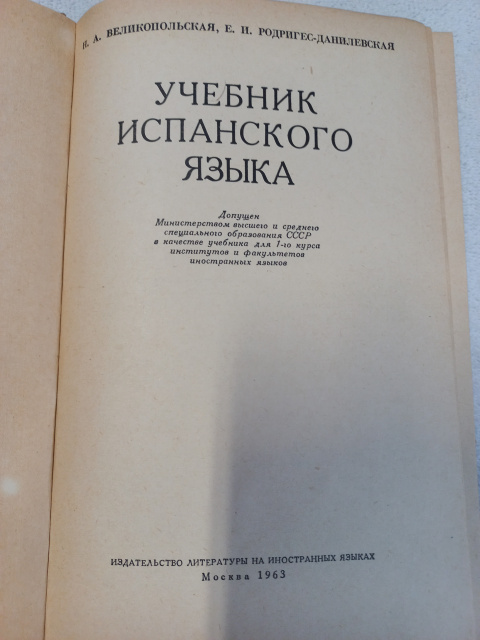 Н. А. ВЕЛИКОПОЛЬСКАЯ, Е. И. РОДРИГЕС-ДАНИЛЕВСКАЯ
УЧЕБНИК
ИСПАНСКОГО
ЯЗЫКА
Допущен
Министерством высшего и среднего
специального образования СССР
в качестве учебника для 1-го курса
институтов и факультетов
иностранных языков
ИЗДАТЕЛЬСТВО ЛИТЕРАТУРЫ НА ИНОСТРАННЫХ ЯЗЫКАХ
Москва 1963